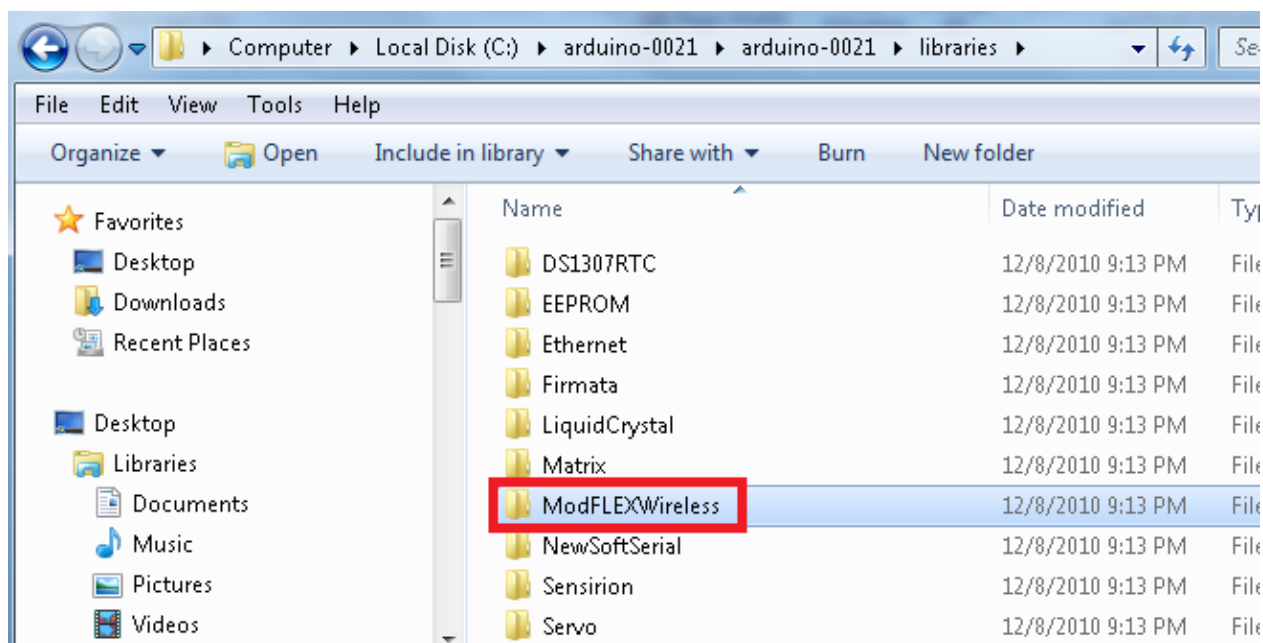 Computer Local Disk (C:) arduino-0021 arduino-0021 libraries
File Edit View Tools Help
Organize Open Include in library Share with Burn New folder
Name Date modified
Favorites
Desktop
Downloads
Recent Places
Desktop
Libraries
Documents
Music
Pictures
Videos
DS1307RTC 12/8/2010 9:13 PM
EEPROM 12/8/2010 9:13 PM
Ethernet 12/8/2010 9:13 PM
Firmata 12/8/2010 9:13 PM
LiquidCrystal 12/8/2010 9:13 PM
Matrix 12/8/2010 9:13 PM
ModFLEXWireless 12/8/2010 9:13 PM
NewSoftSerial 12/8/2010 9:13 PM
Sensirion 12/8/2010 9:13 PM
Servo 12/8/2010 9:13 PM